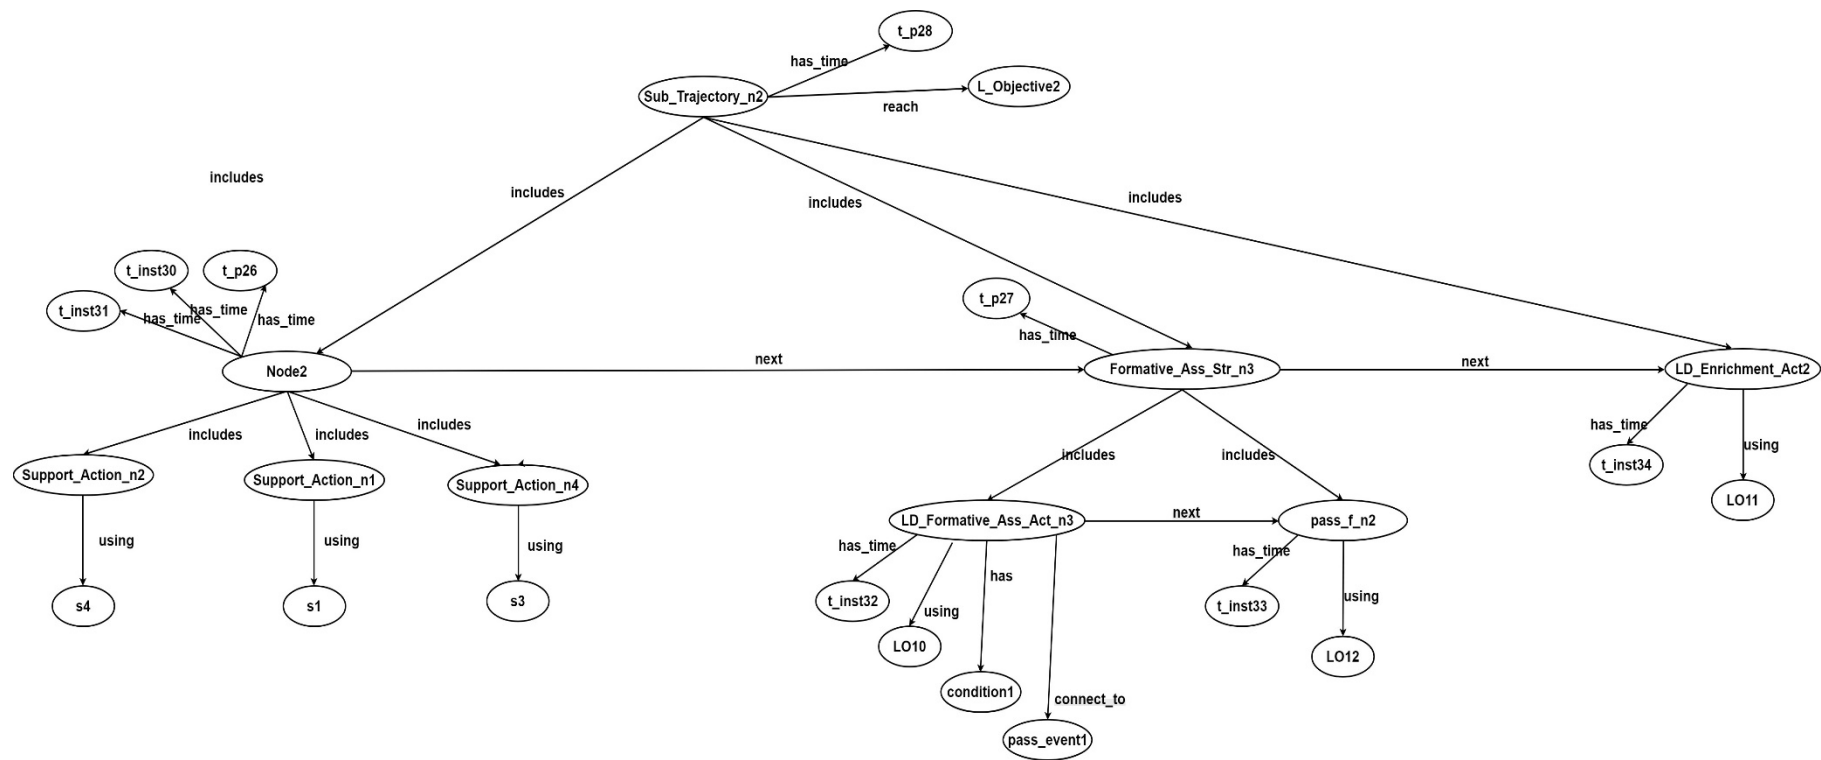 t_p28
has_time
Sub_Trajectory_n2
L_Objective2
reach
includes
includes
includes
includes
t_inst30
t_p26
t_inst31
has_time
has_time
has_time
t_p27
has_time
Node2
next
Formative_Ass_Str_n3
next
LD_Enrichment_Act2
includes
includes
includes
has_time
using
t_inst34
LO11
Support_Action_n2
Support_Action_n1
Support_Action_n4
includes
includes
LD_Formative_Ass_Act_n3
next
pass_f_n2
using
using
using
s4
s1
s3
has_time
has
has_time
t_inst32
using
LO10
t_inst33
using
LO12
condition1
connect_to
pass_event1